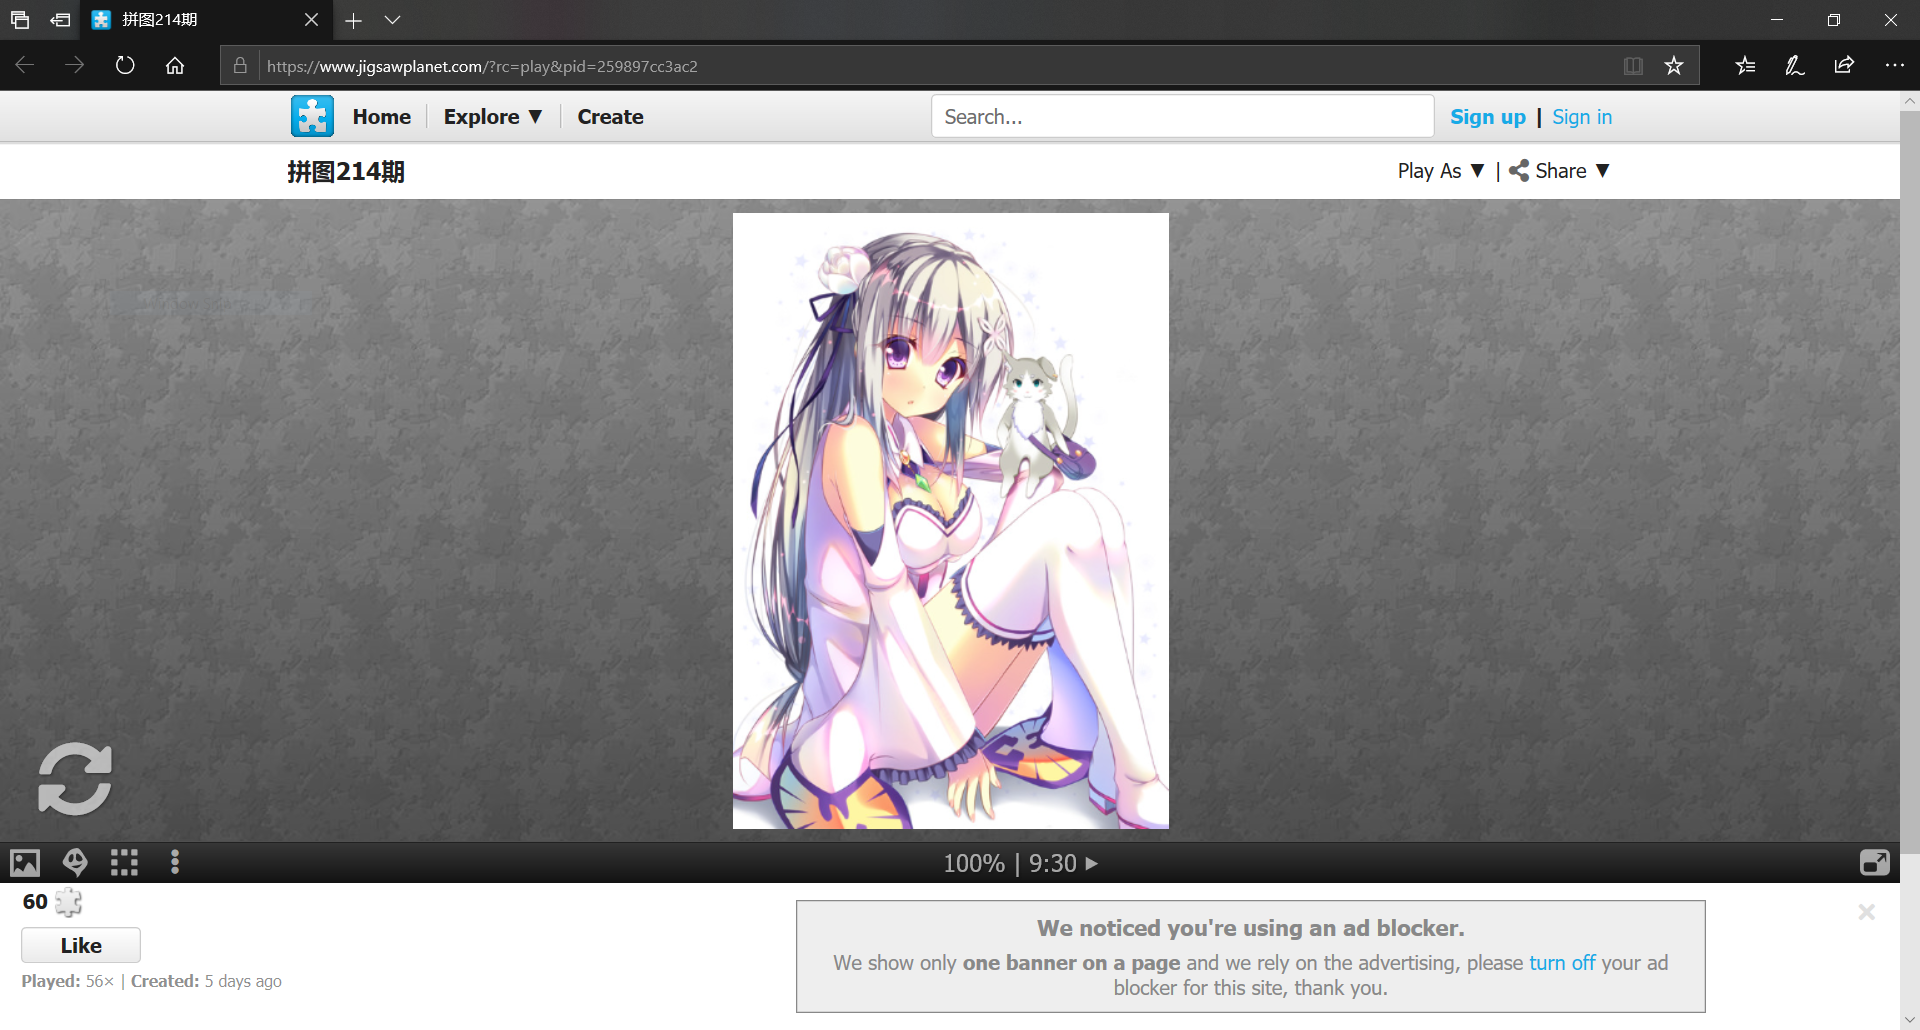 拼图214期
https://www.jigsawplanet.com/?rc=play&pid=259897cc3ac2
Home Explore ▼ Create Search... Sign up | Sign in
拼图214期 Play As ▼ | Share ▼
100% | 9:30
60
Like
Played: 56× | Created: 5 days ago
We noticed you're using an ad blocker.
We show only one banner on a page and we rely on the advertising, please turn off your ad
blocker for this site, thank you.